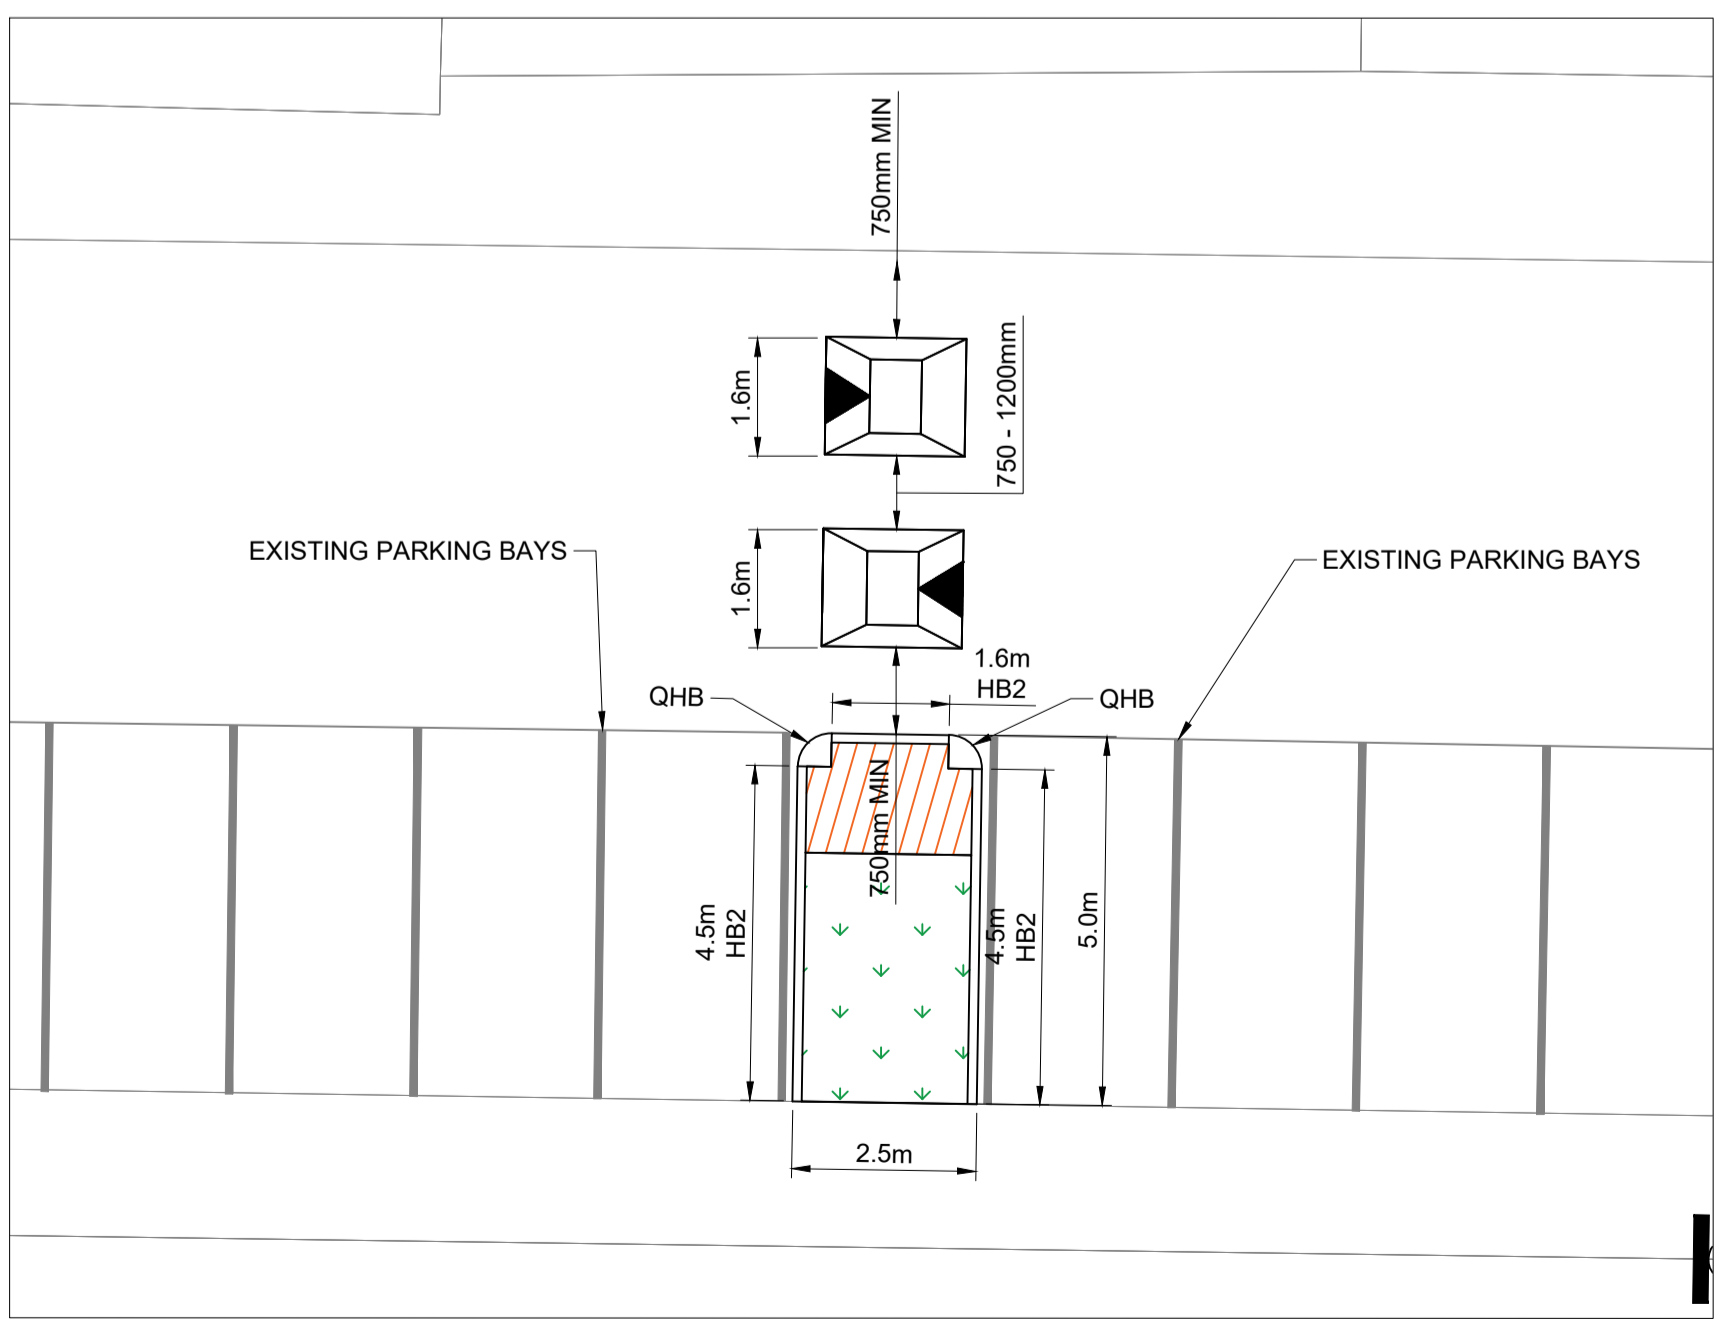 750mm MIN
1.6m
750 - 1200mm
EXISTING PARKING BAYS
EXISTING PARKING BAYS
1.6m
1.6m
HB2
QHB
QHB
750mm MIN
4.5m
HB2
4.5m
HB2
5.0m
2.5m